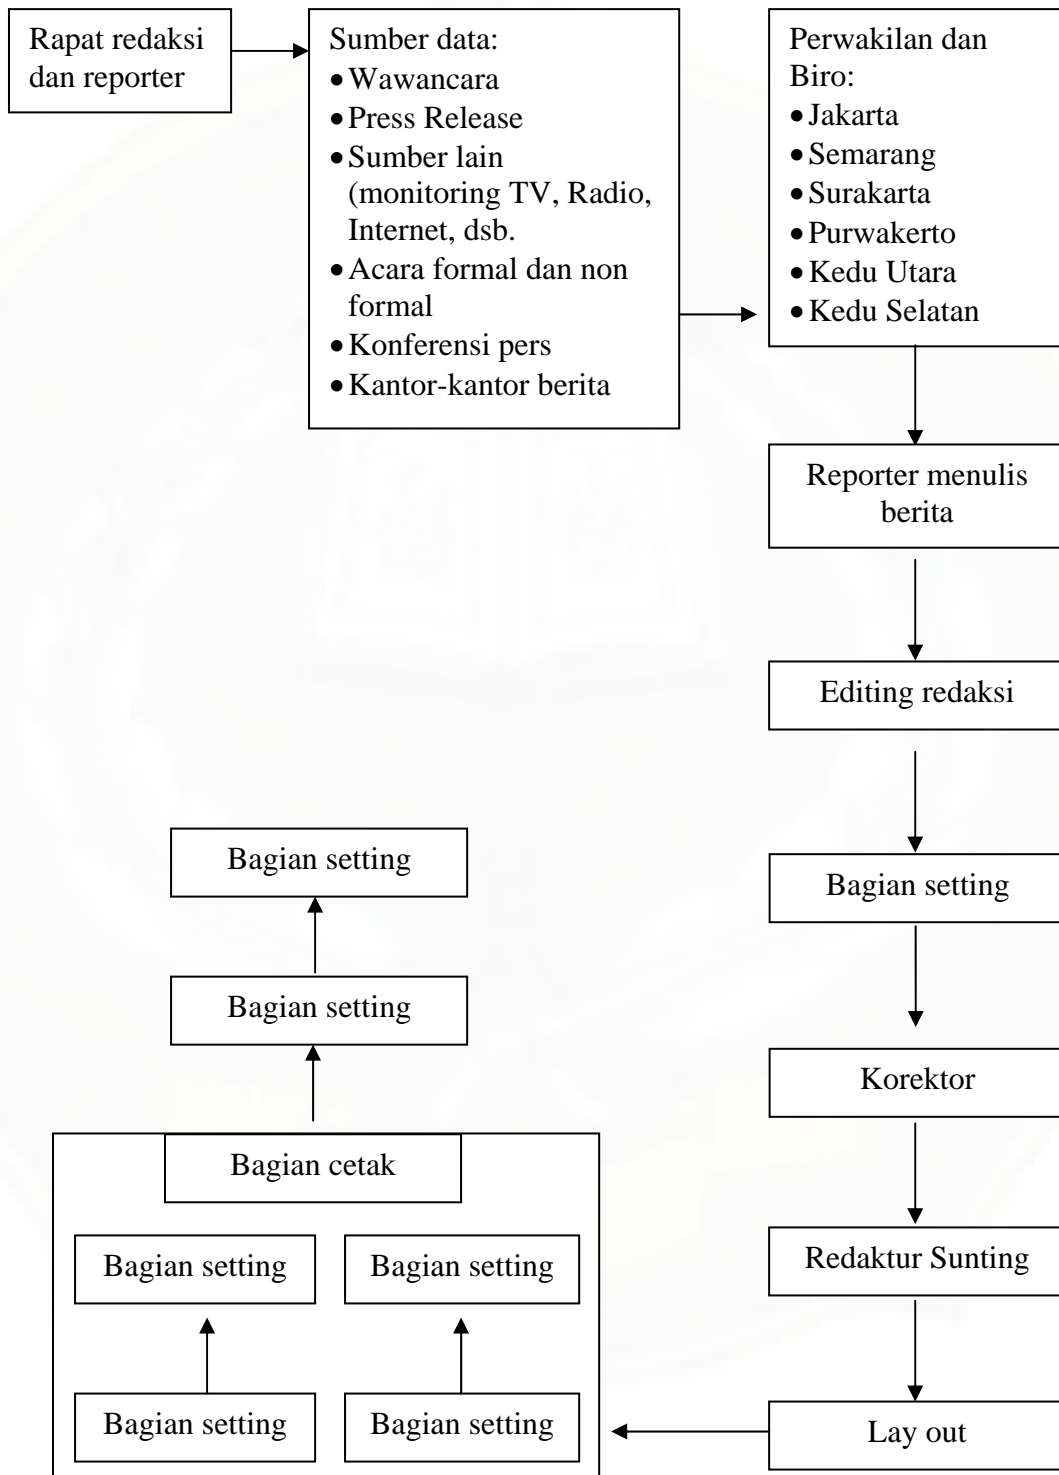 Rapat redaksi
dan reporter
Sumber data:
•Wawancara
•Press Release
•Sumber lain
(monitoring TV, Radio,
Internet, dsb.
•Acara formal dan non
formal
•Konferensi pers
•Kantor-kantor berita
Perwakilan dan
Biro:
•Jakarta
•Semarang
•Surakarta
•Purwakerto
•Kedu Utara
•Kedu Selatan
Reporter menulis
berita
Editing redaksi
Bagian setting
Korektor
Redaktur Sunting
Lay out
Bagian setting
Bagian setting
Bagian cetak
Bagian setting
Bagian setting
Bagian setting
Bagian setting